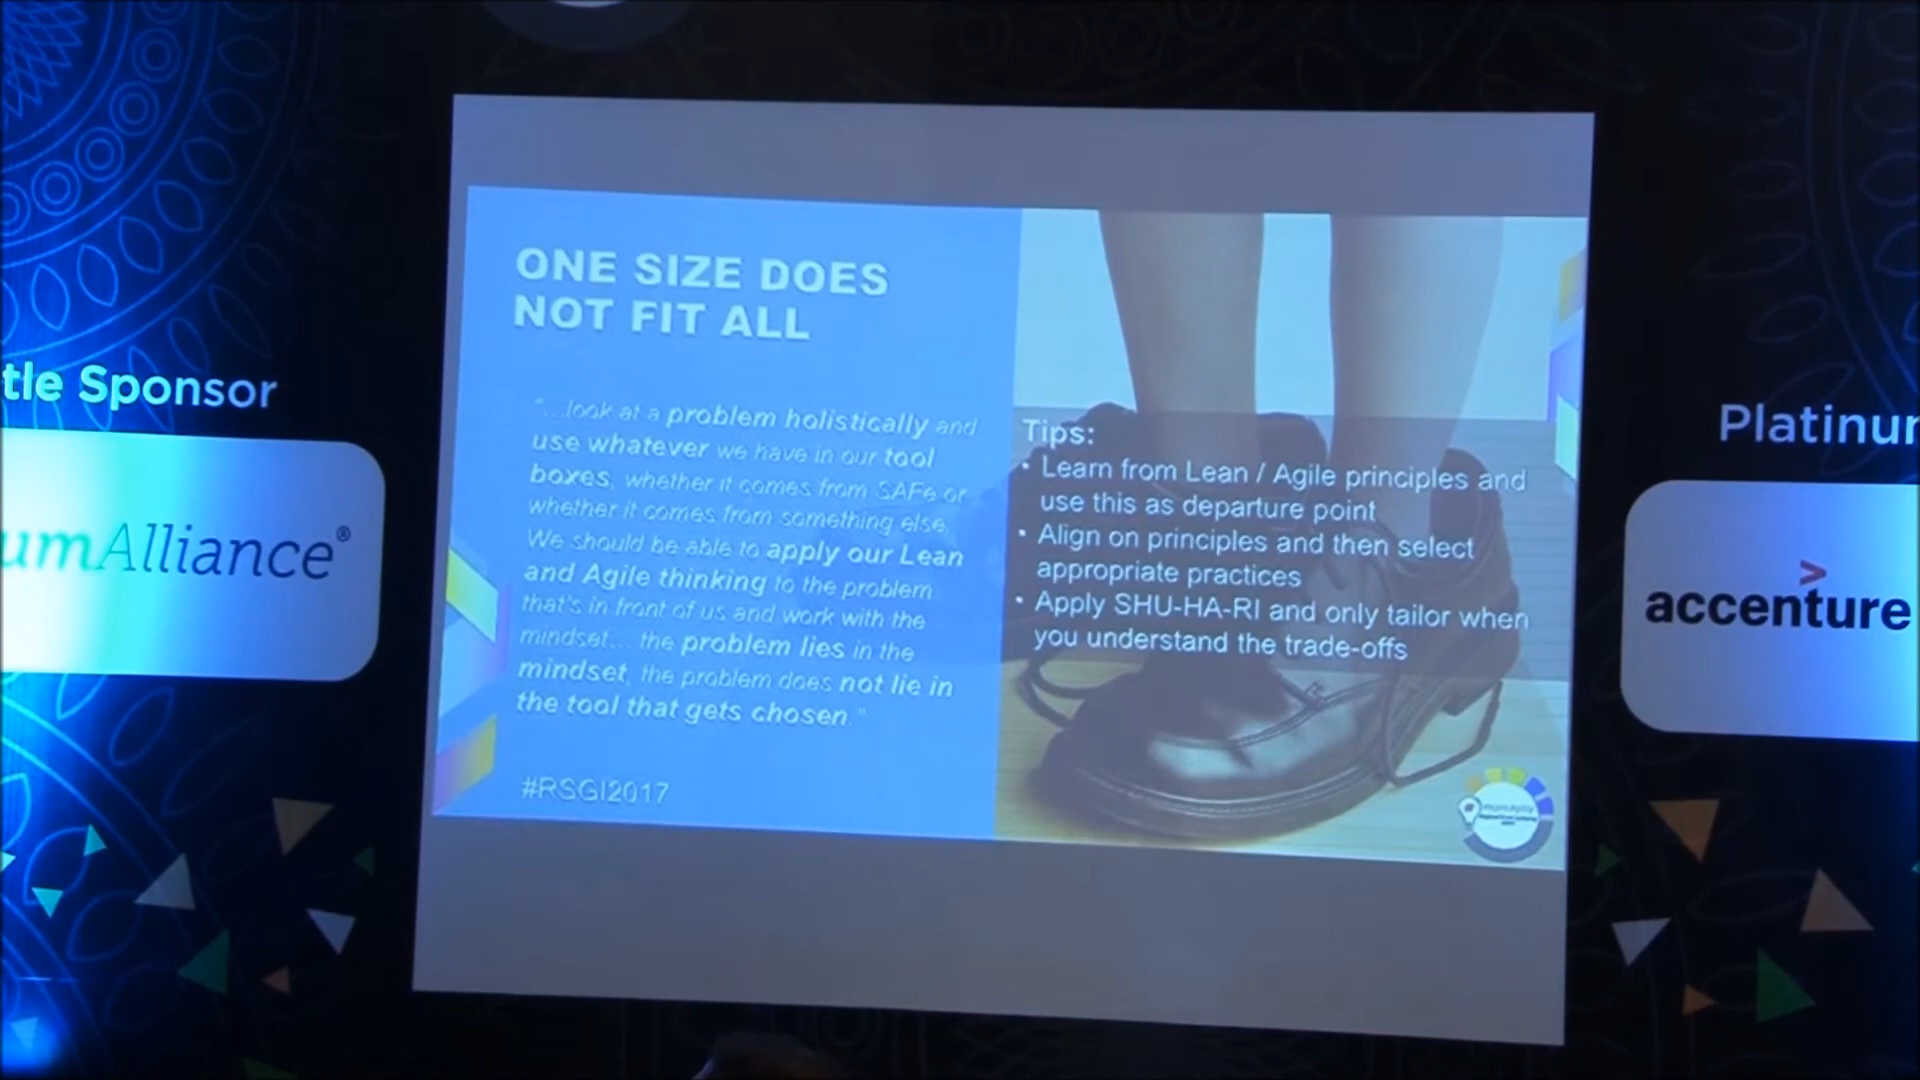 ONE SIZE DOES
NOT FIT ALL
"...look at a problem holistically and
use whatever we have in our tool
boxes, whether it comes from SAFe or
whether it comes from something else.
We should be able to apply our Lean
and Agile thinking to the problem
that's in front of us and work with the
mindset... the problem lies in the
mindset, the problem does not lie in
the tool that gets chosen."
#RSGI2017
Tips:
• Learn from Lean / Agile principles and
use this as departure point
• Align on principles and then select
appropriate practices
• Apply SHU-HA-RI and only tailor when
you understand the trade-offs
tle Sponsor
umAlliance®
Platinum
accenture